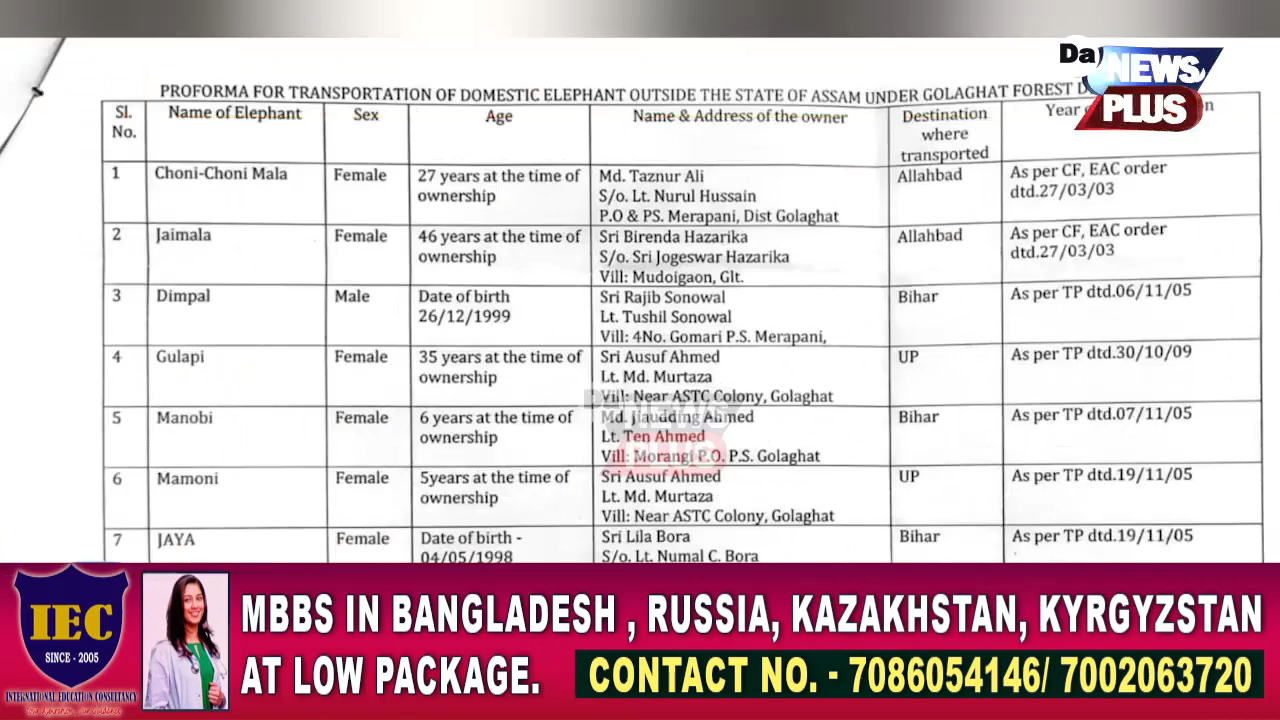 Da
NEWS
PLUS
PROFORMA FOR TRANSPORTATION OF DOMESTIC ELEPHANT OUTSIDE THE STATE OF ASSAM UNDER GOLAGHAT FOREST D
Sl. No. Name of Elephant Sex Age Name & Address of the owner Destination where transported Year
1 Choni-Choni Mala Female 27 years at the time of ownership Md. Taznur Ali S/o. Lt. Nurul Hussain P.O & PS. Merapani, Dist Golaghat Allahbad As per CF, EAC order dtd.27/03/03
2 Jaimala Female 46 years at the time of ownership Sri Birenda Hazarika S/o. Sri Jogeswar Hazarika Vill: Mudoigaon, Glt. Allahbad As per CF, EAC order dtd.27/03/03
3 Dimpal Male Date of birth 26/12/1999 Sri Rajib Sonowal Lt. Tushil Sonowal Vill: 4No. Gomari P.S. Merapani, Bihar As per TP dtd.06/11/05
4 Gulapi Female 35 years at the time of ownership Sri Ausuf Ahmed Lt. Md. Murtaza Vill: Near ASTC Colony, Golaghat UP As per TP dtd.30/10/09
5 Manobi Female 6 years at the time of ownership Md. Jiaudding Ahmed Lt. Ten Ahmed Vill: Morangi P.O. P.S. Golaghat Bihar As per TP dtd.07/11/05
6 Mamoni Female 5years at the time of ownership Sri Ausuf Ahmed Lt. Md. Murtaza Vill: Near ASTC Colony, Golaghat UP As per TP dtd.19/11/05
7 JAYA Female Date of birth - 04/05/1998 Sri Lila Bora S/o. Lt. Numal C. Bora Bihar As per TP dtd.19/11/05
Da NEWS PLUS
IEC
SINCE - 2005
INTERNATIONAL EDUCATION CONSULTANCY
MBBS IN BANGLADESH , RUSSIA, KAZAKHSTAN, KYRGYZSTAN
AT LOW PACKAGE. CONTACT NO. - 7086054146/ 7002063720